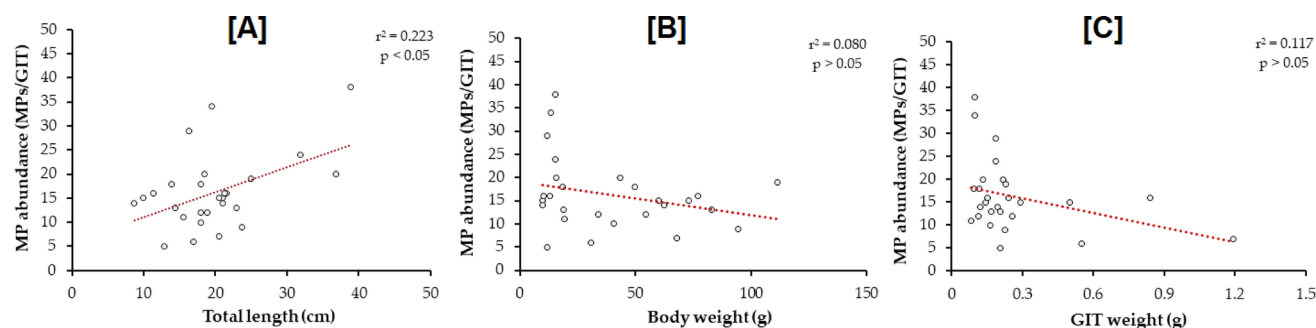 [A]
r² = 0.223
p < 0.05
MP abundance (MPs/GIT)
50
45
40
35
30
25
20
15
10
5
0
0 10 20 30 40 50
Total length (cm)
[B]
r² = 0.080
p > 0.05
MP abundance (MPs/GIT)
50
45
40
35
30
25
20
15
10
5
0
0 50 100 150
Body weight (g)
[C]
r² = 0.117
p > 0.05
MP abundance (MPs/GIT)
50
45
40
35
30
25
20
15
10
5
0
0 0.3 0.6 0.9 1.2 1.5
GIT weight (g)